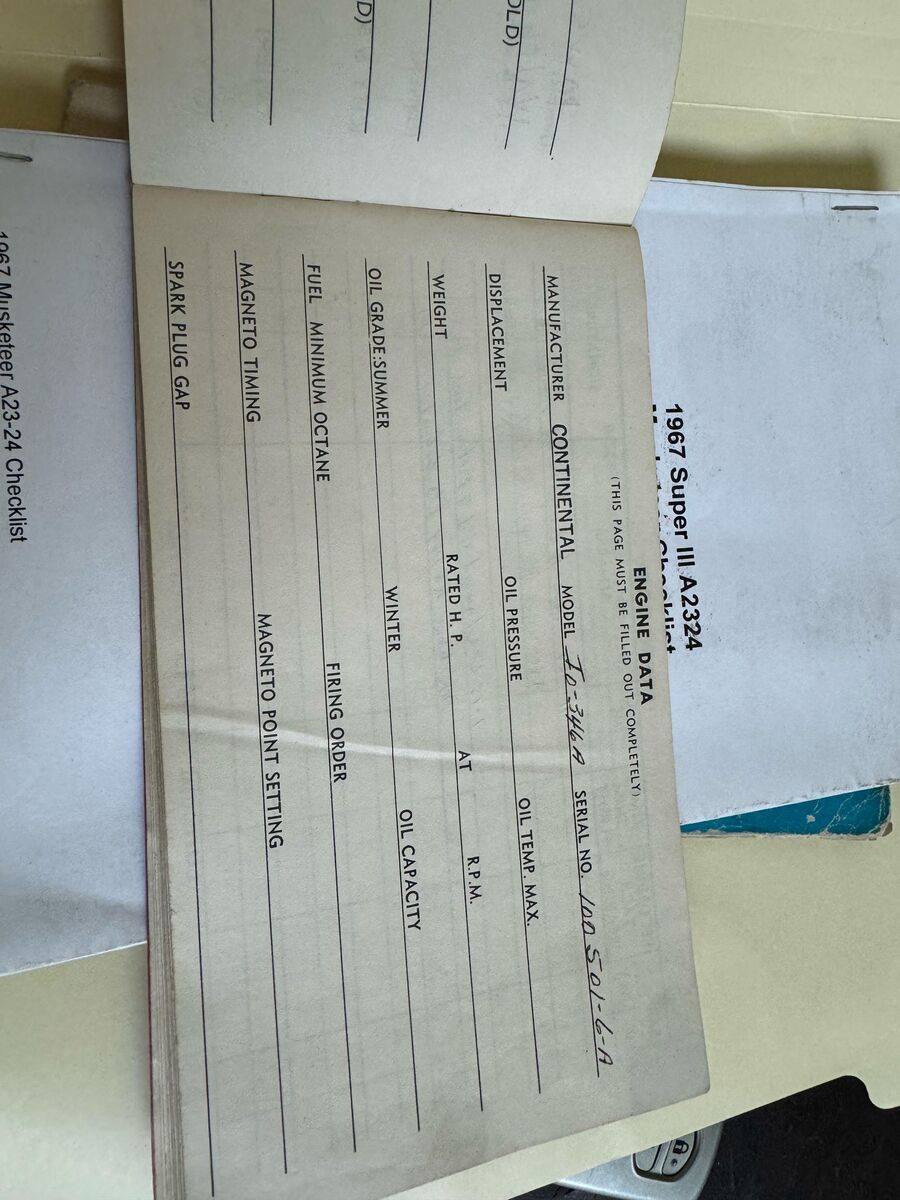 OLD)
D)
1967 Super III A2324
ENGINE DATA
(THIS PAGE MUST BE FILLED OUT COMPLETELY)
MANUFACTURER CONTINENTAL MODEL IO-346A SERIAL NO. 100501-6-A
DISPLACEMENT OIL PRESSURE OIL TEMP. MAX.
WEIGHT RATED H. P. AT R.P.M.
OIL GRADE:SUMMER WINTER OIL CAPACITY
FUEL MINIMUM OCTANE FIRING ORDER
MAGNETO TIMING MAGNETO POINT SETTING
SPARK PLUG GAP
1967 Musketeer A23-24 Checklist